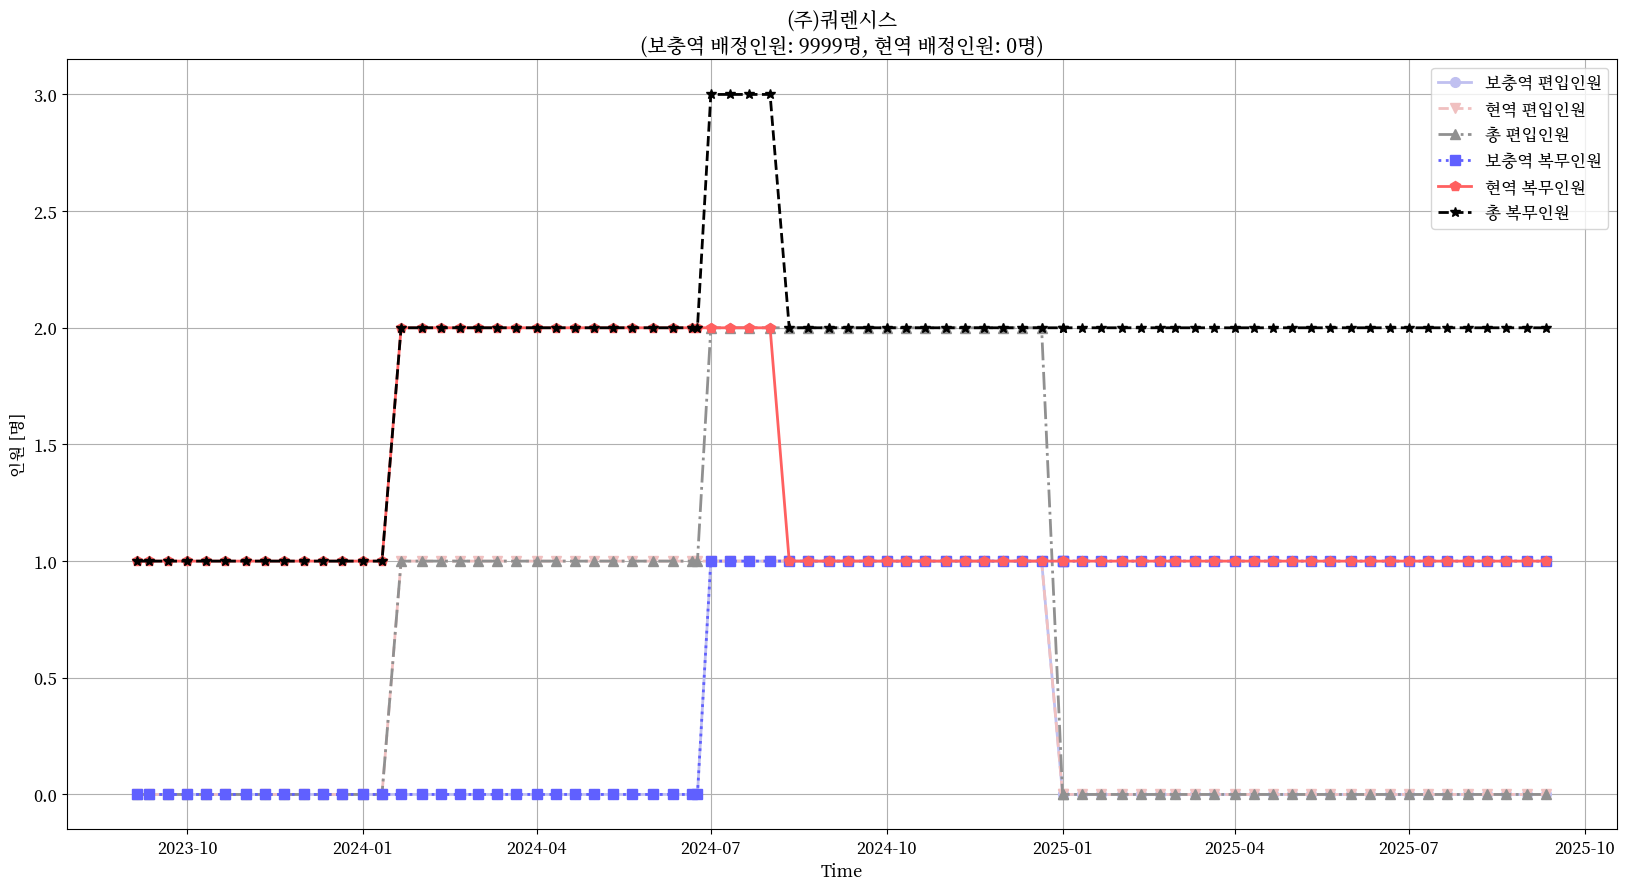 (주)쿼렌시스
(보충역 배정인원: 9999명, 현역 배정인원: 0명)
보충역 편입인원
현역 편입인원
총 편입인원
보충역 복무인원
현역 복무인원
총 복무인원
인원 [명]
3.0
2.5
2.0
1.5
1.0
0.5
0.0
2023-10 2024-01 2024-04 2024-07 2024-10 2025-01 2025-04 2025-07 2025-10
Time